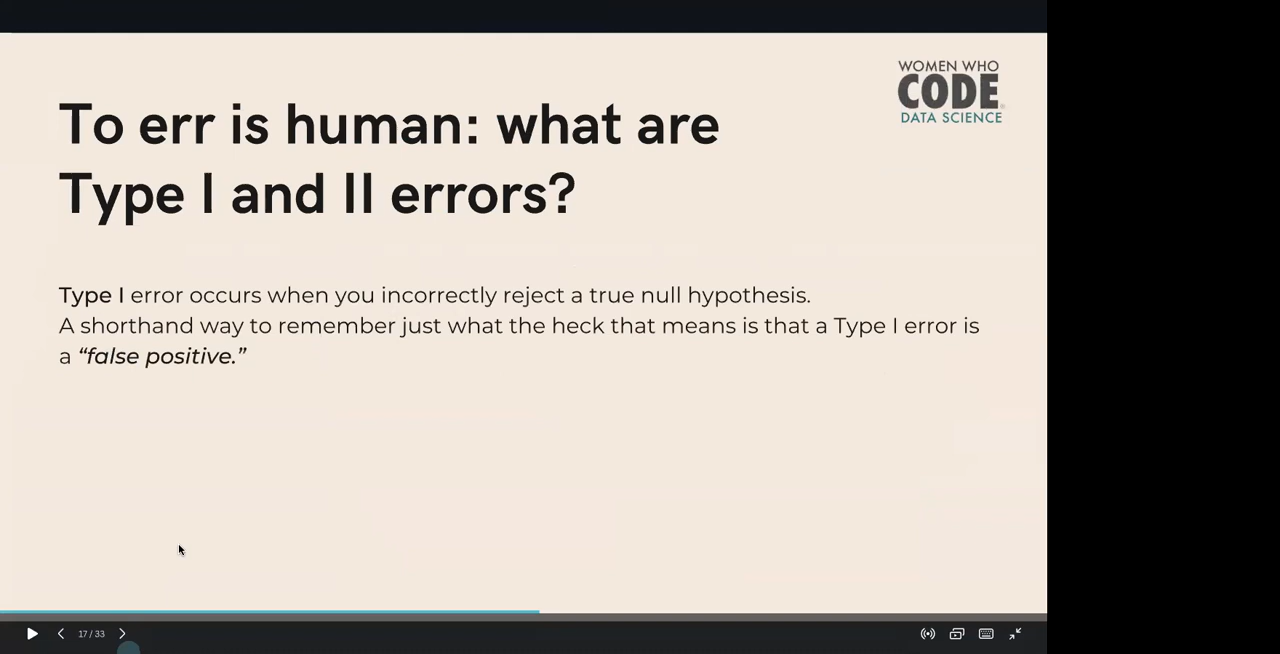 WOMEN WHO
CODE
DATA SCIENCE
To err is human: what are
Type I and II errors?
Type I error occurs when you incorrectly reject a true null hypothesis.
A shorthand way to remember just what the heck that means is that a Type I error is
a “false positive.”
17 / 33